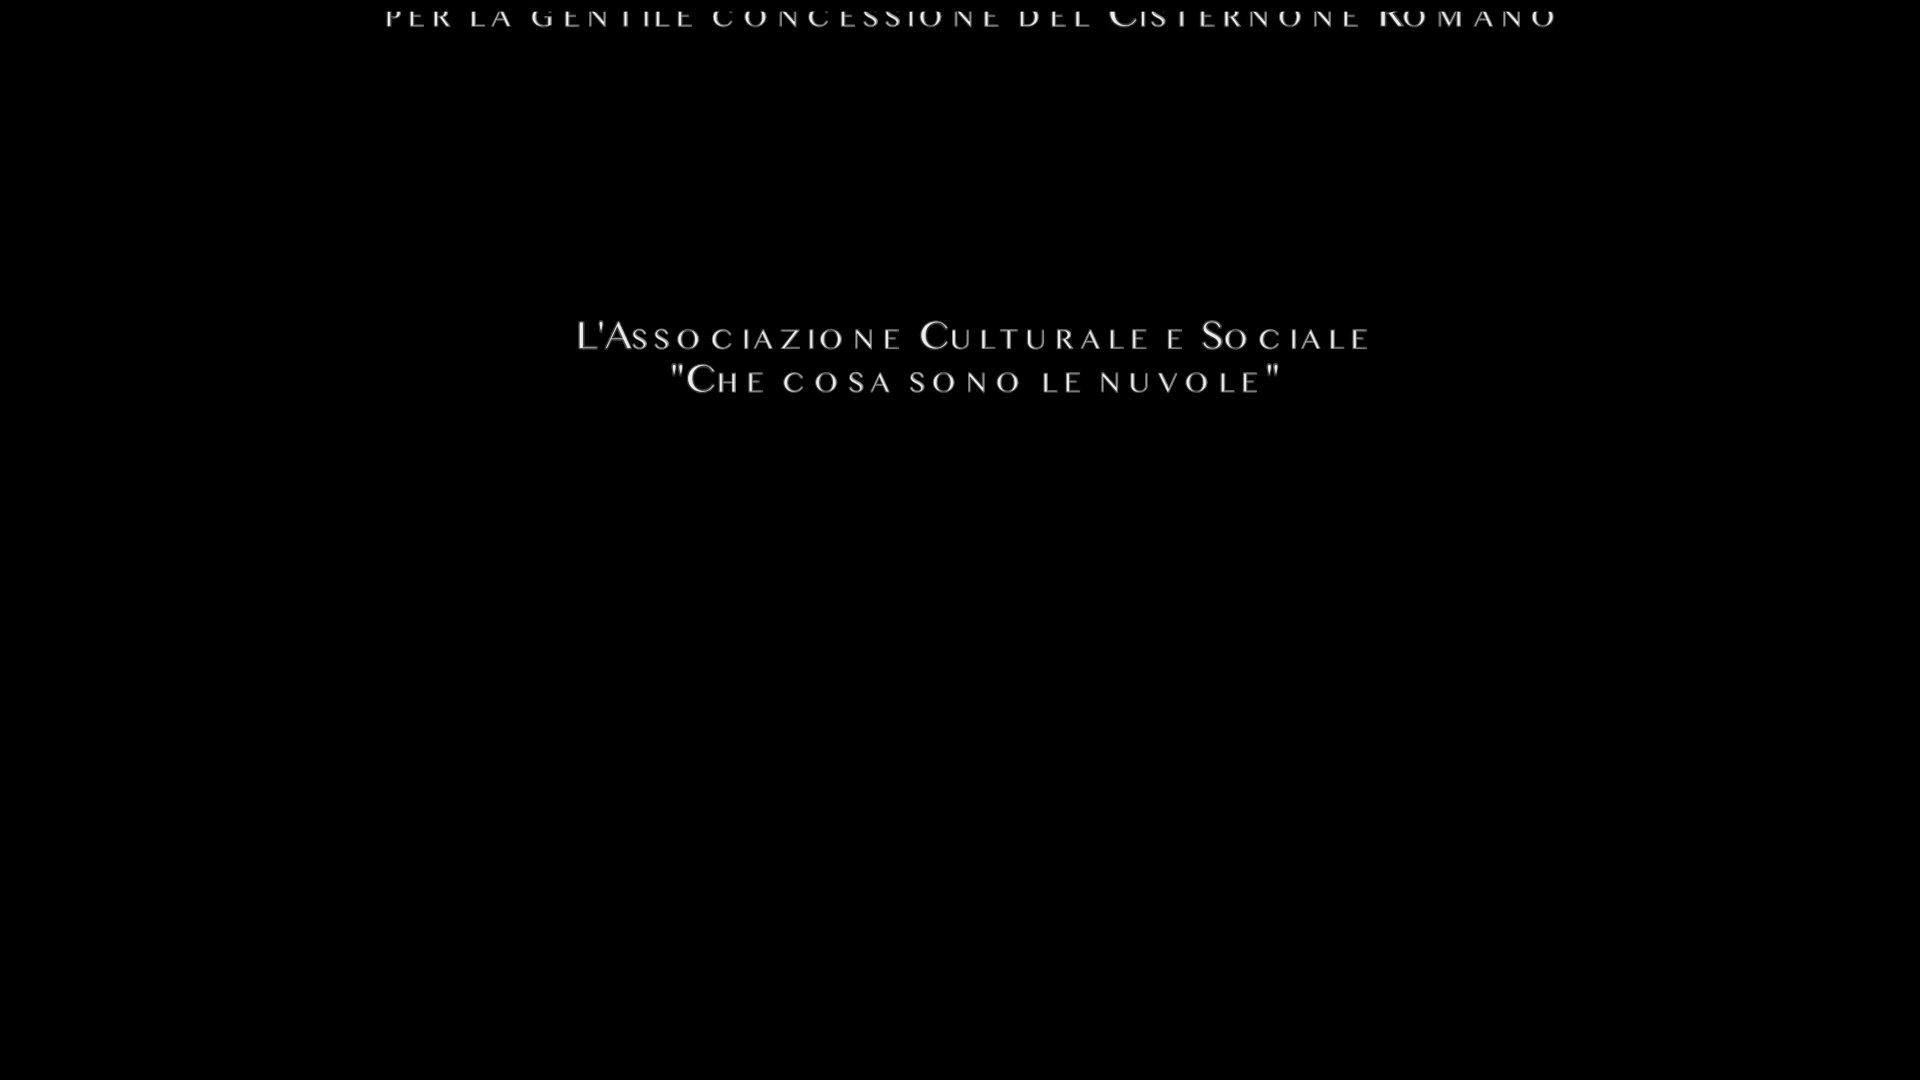 per la gentile concessione del Cisternone Romano
L'Associazione Culturale e Sociale
"Che cosa sono le nuvole"